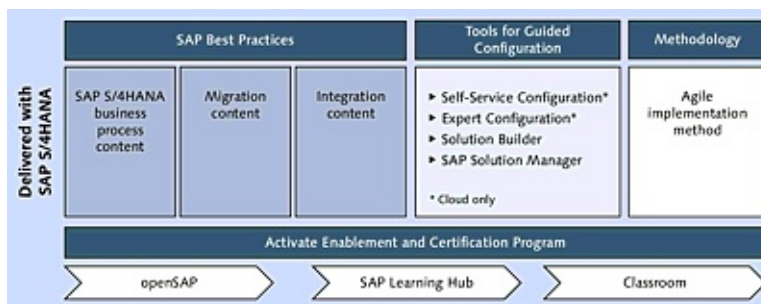 Delivered with
SAP S/4HANA
SAP Best Practices
SAP S/4HANA
business
process
content
Migration
content
Integration
content
Tools for Guided
Configuration
▸ Self-Service Configuration*
▸ Expert Configuration*
▸ Solution Builder
▸ SAP Solution Manager
* Cloud only
Methodology
Agile
implementation
method
Activate Enablement and Certification Program
openSAP
SAP Learning Hub
Classroom